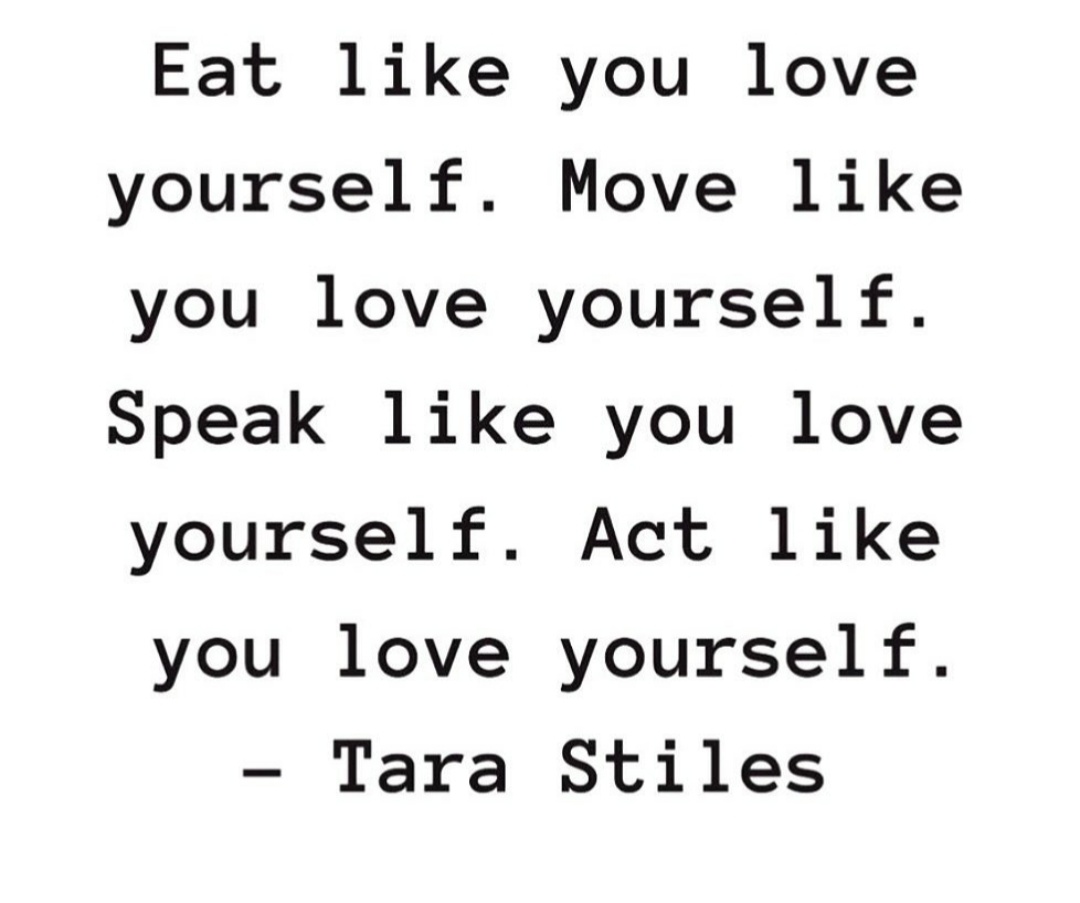 Eat like you love
yourself. Move like
you love yourself.
Speak like you love
yourself. Act like
you love yourself.
– Tara Stiles